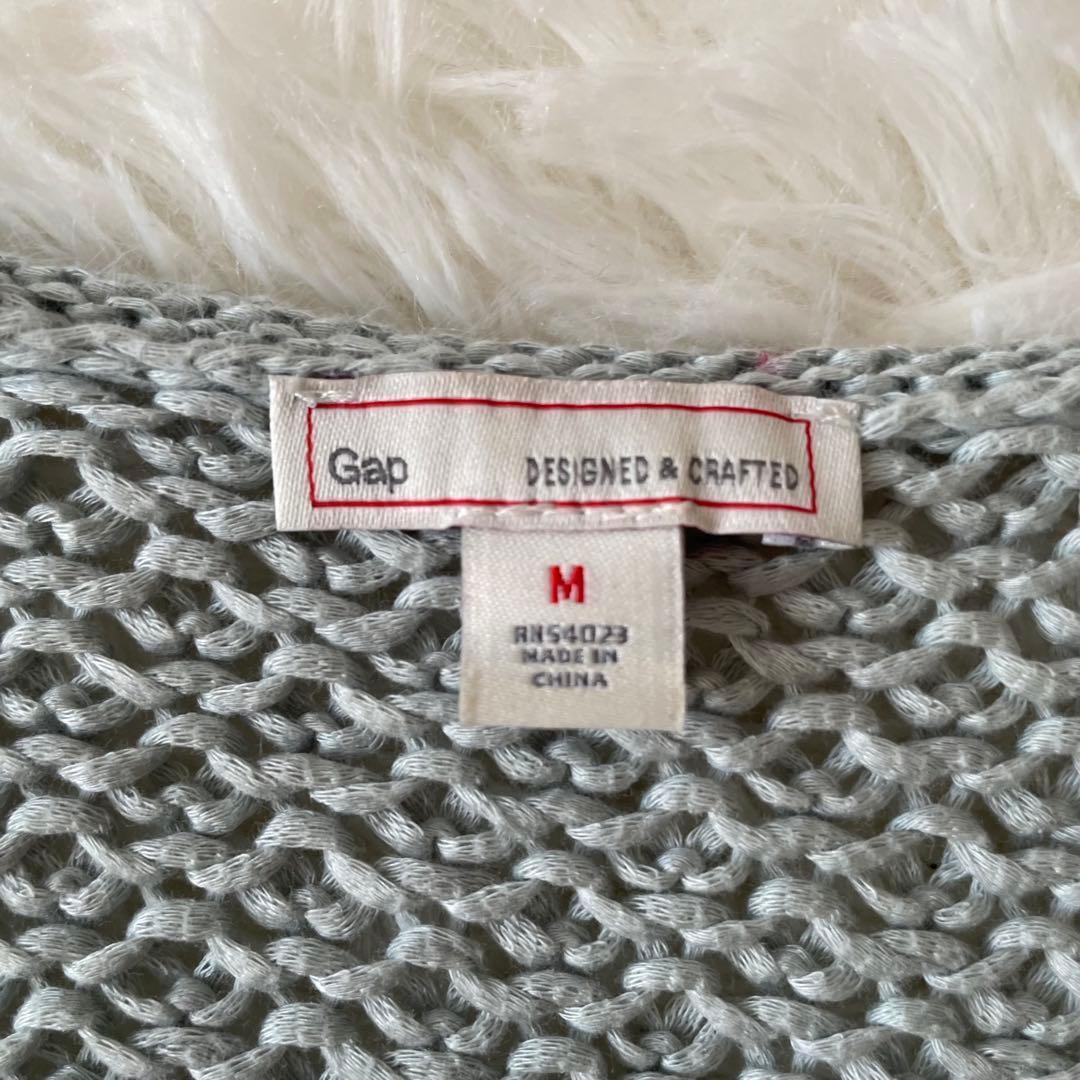 Gap DESIGNED & CRAFTED
M
RN54023
MADE IN
CHINA